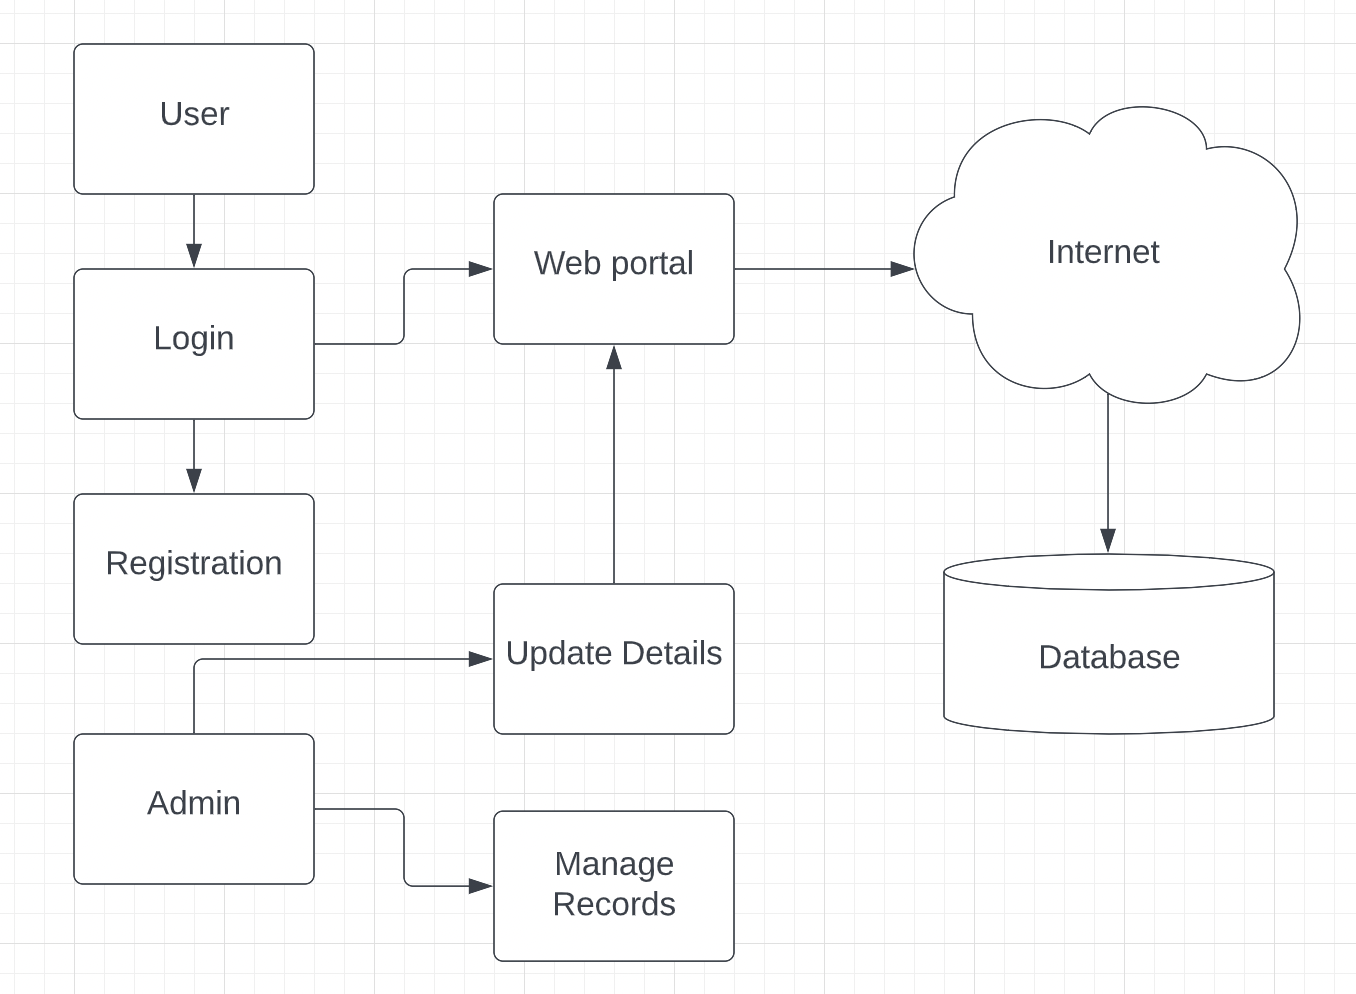 User
Login
Registration
Admin
Web portal
Update Details
Manage
Records
Internet
Database